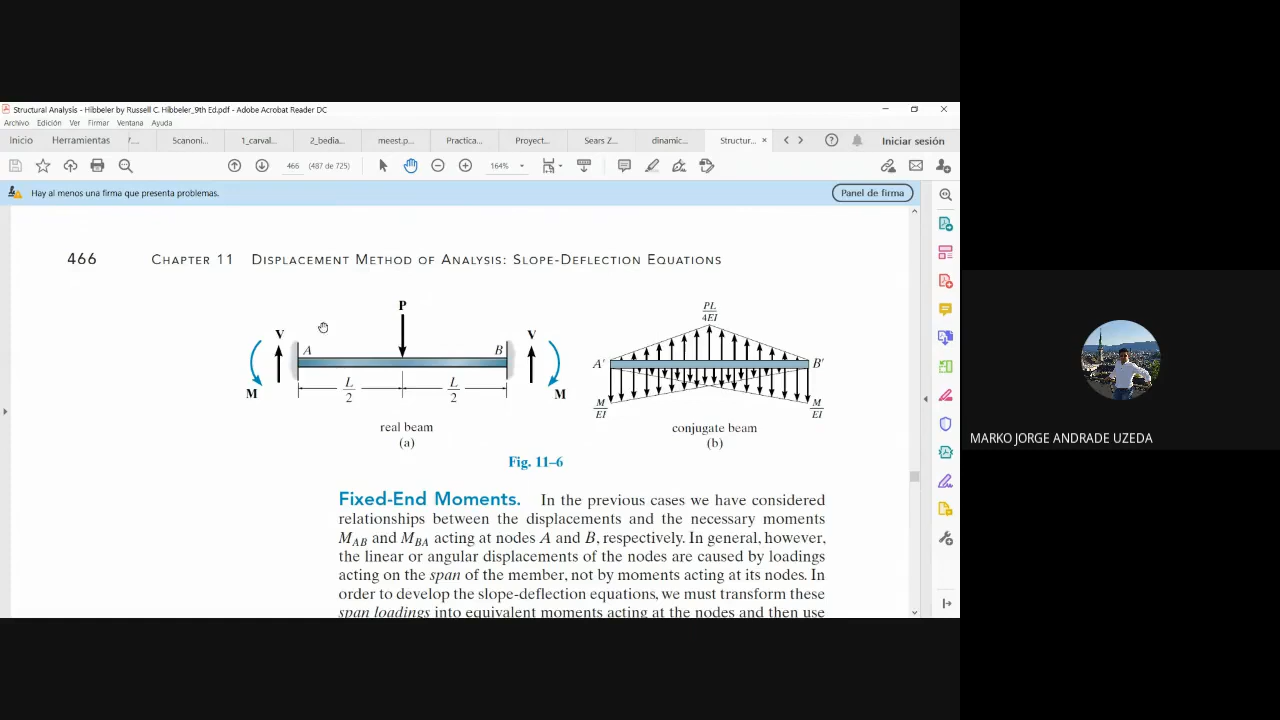 Structural Analysis - Hibbeler by Russell C. Hibbeler_9th Ed.pdf - Adobe Acrobat Reader DC
Archivo Edición Ver Firmar Ventana Ayuda
Inicio Herramientas 5canoni... 1_carval... 2_bedia... meest.p... Practica... Proyect... Sears Z... dinamic... Structur... × Iniciar sesión
466 (487 de 725) 164%
Hay al menos una firma que presenta problemas. Panel de firma
466 CHAPTER 11 DISPLACEMENT METHOD OF ANALYSIS: SLOPE-DEFLECTION EQUATIONS
P
V A B V
M L/2 L/2 M
real beam
(a)
PL/4EI
A′ B′
M/EI M/EI
conjugate beam
(b)
Fig. 11–6
Fixed-End Moments. In the previous cases we have considered
relationships between the displacements and the necessary moments
M_AB and M_BA acting at nodes A and B, respectively. In general, however,
the linear or angular displacements of the nodes are caused by loadings
acting on the span of the member, not by moments acting at its nodes. In
order to develop the slope-deflection equations, we must transform these
span loadings into equivalent moments acting at the nodes and then use
MARKO JORGE ANDRADE UZEDA